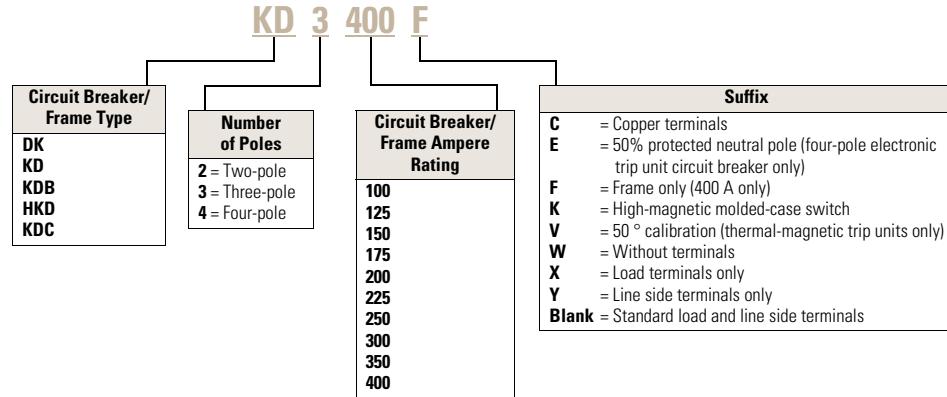 KD 3 400 F
Circuit Breaker/
Frame Type
DK
KD
KDB
HKD
KDC
Number
of Poles
2 = Two-pole
3 = Three-pole
4 = Four-pole
Circuit Breaker/
Frame Ampere
Rating
100
125
150
175
200
225
250
300
350
400
Suffix
C = Copper terminals
E = 50% protected neutral pole (four-pole electronic
trip unit circuit breaker only)
F = Frame only (400 A only)
K = High-magnetic molded-case switch
V = 50 ° calibration (thermal-magnetic trip units only)
W = Without terminals
X = Load terminals only
Y = Line side terminals only
Blank = Standard load and line side terminals